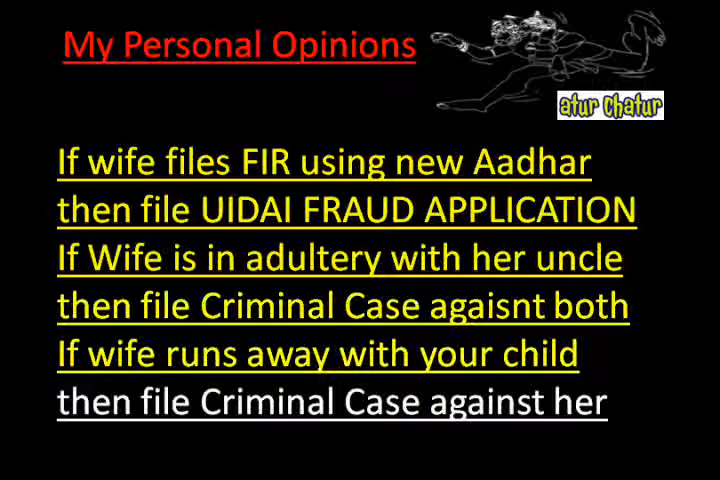 My Personal Opinions
atur chatur
If wife files FIR using new Aadhar
then file UIDAI FRAUD APPLICATION
If Wife is in adultery with her uncle
then file Criminal Case agaisnt both
If wife runs away with your child
then file Criminal Case against her